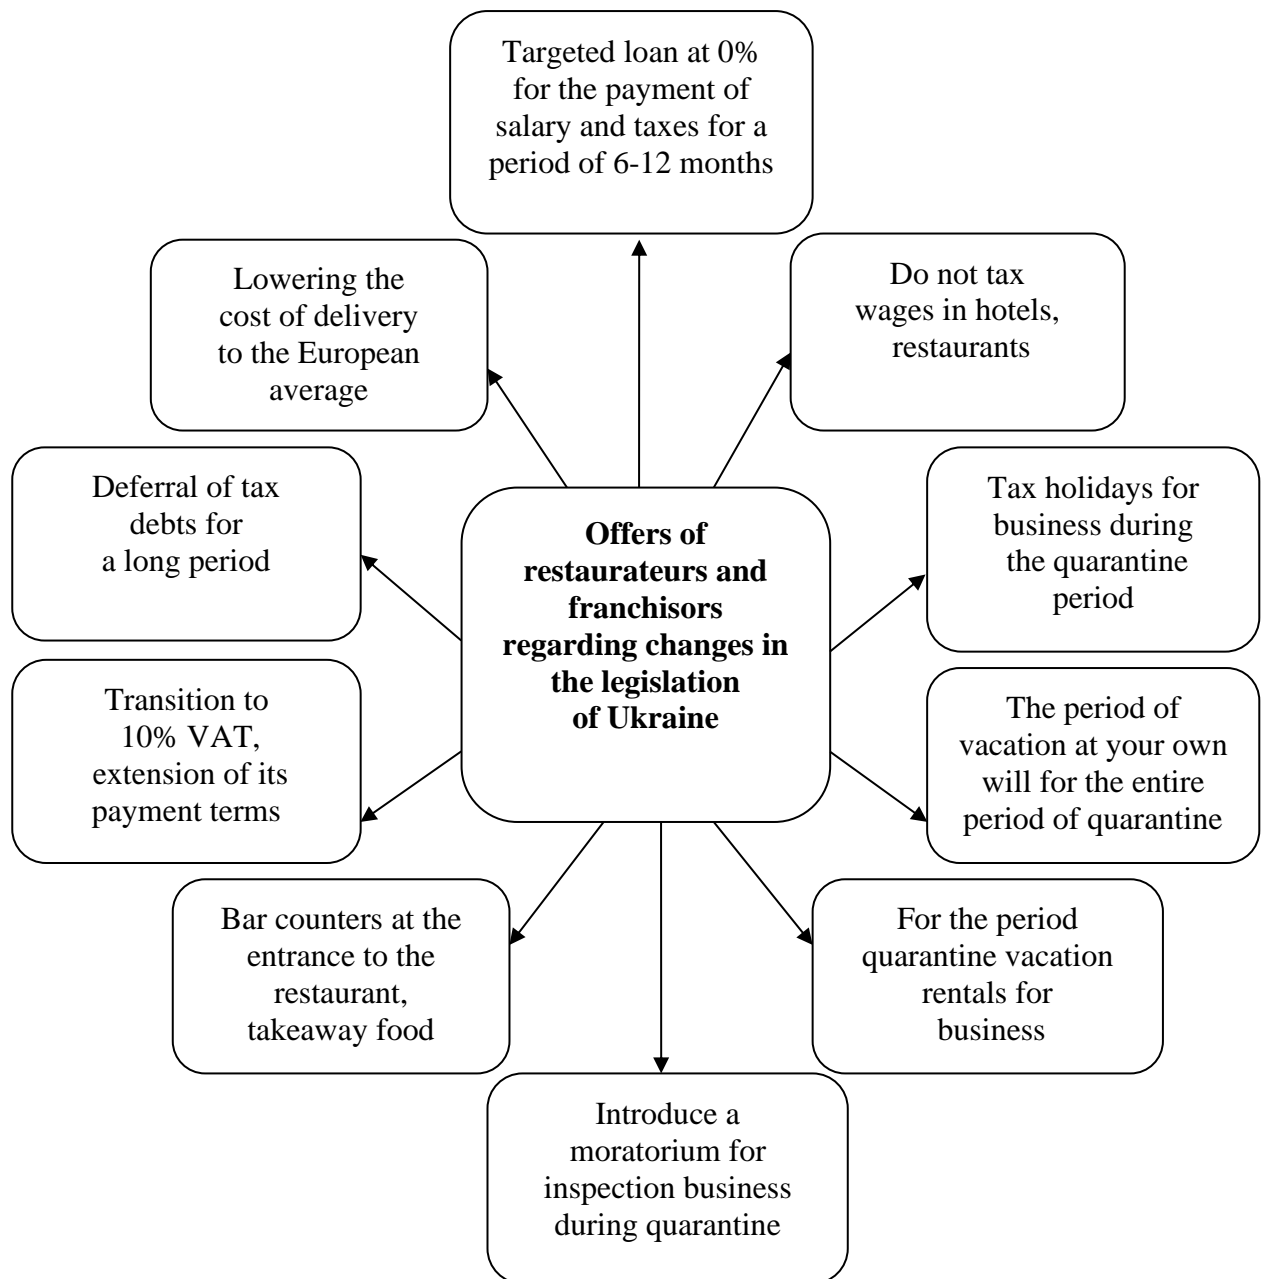 Targeted loan at 0%
for the payment of
salary and taxes for a
period of 6-12 months
Lowering the
cost of delivery
to the European
average
Do not tax
wages in hotels,
restaurants
Deferral of tax
debts for
a long period
Offers of
restaurateurs and
franchisors
regarding changes in
the legislation
of Ukraine
Tax holidays for
business during
the quarantine
period
Transition to
10% VAT,
extension of its
payment terms
The period of
vacation at your own
will for the entire
period of quarantine
Bar counters at the
entrance to the
restaurant,
takeaway food
For the period
quarantine vacation
rentals for
business
Introduce a
moratorium for
inspection business
during quarantine